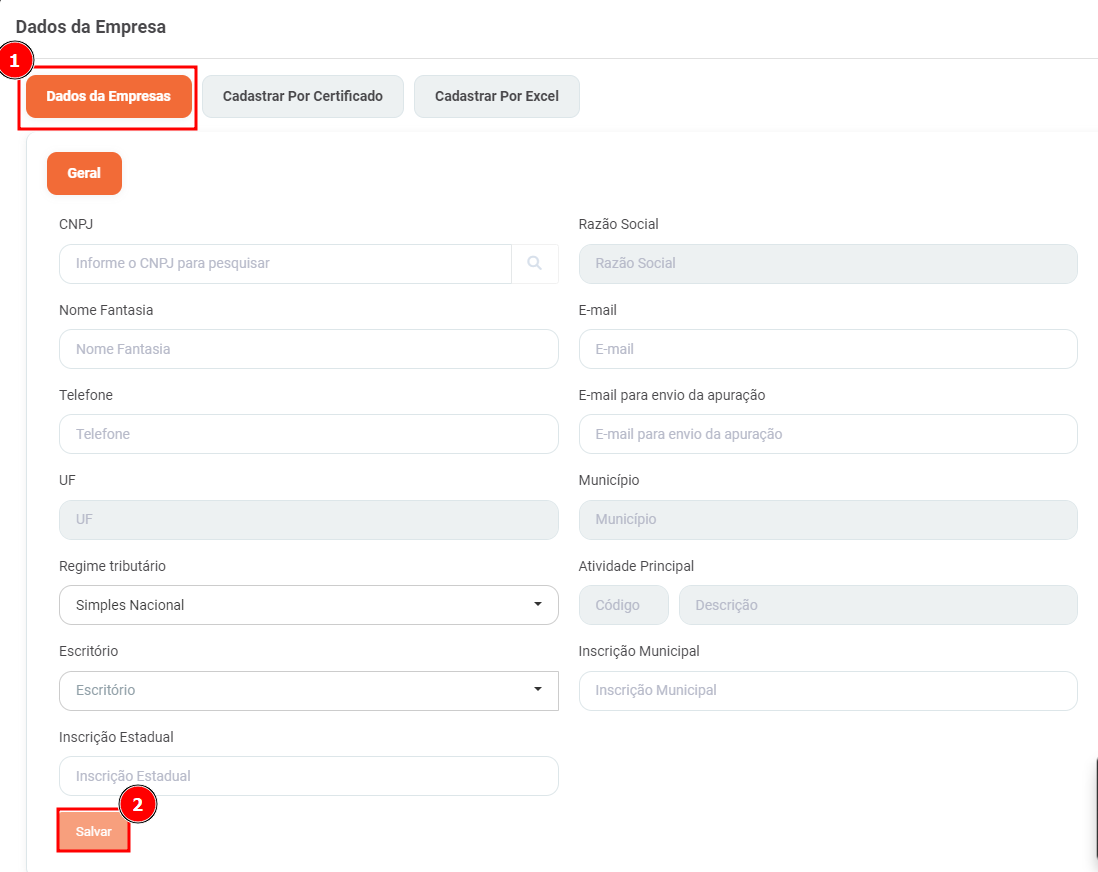 Dados da Empresa
1
Dados da Empresas
Cadastrar Por Certificado
Cadastrar Por Excel
Geral
CNPJ
Razão Social
Informe o CNPJ para pesquisar
Razão Social
Nome Fantasia
E-mail
Nome Fantasia
E-mail
Telefone
E-mail para envio da apuração
Telefone
E-mail para envio da apuração
UF
Município
UF
Município
Regime tributário
Atividade Principal
Simples Nacional
Código
Descrição
Escritório
Inscrição Municipal
Escritório
Inscrição Municipal
Inscrição Estadual
Inscrição Estadual
2
Salvar